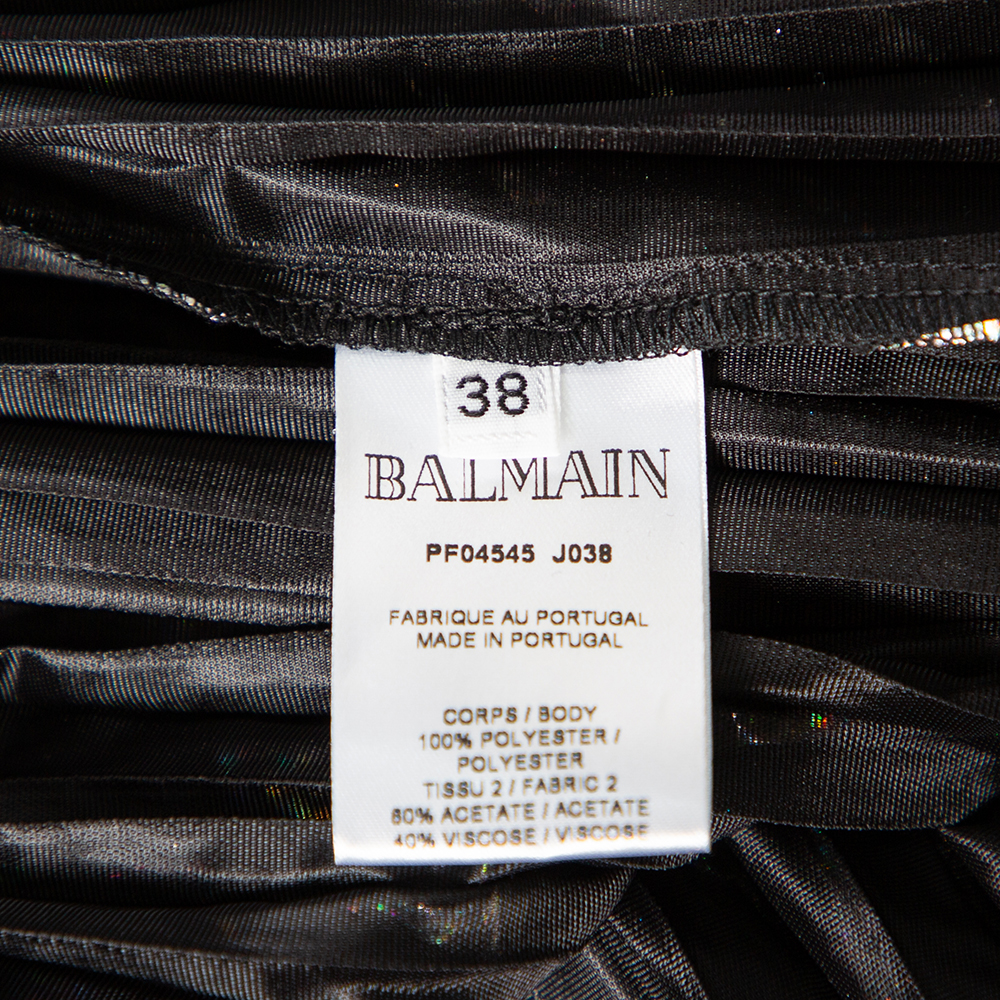 38
BALMAIN
PF04545 J038
FABRIQUE AU PORTUGAL
MADE IN PORTUGAL
CORPS / BODY
100% POLYESTER /
POLYESTER
TISSU 2 / FABRIC 2
60% ACETATE / ACETATE
40% VISCOSE / VISCOSE